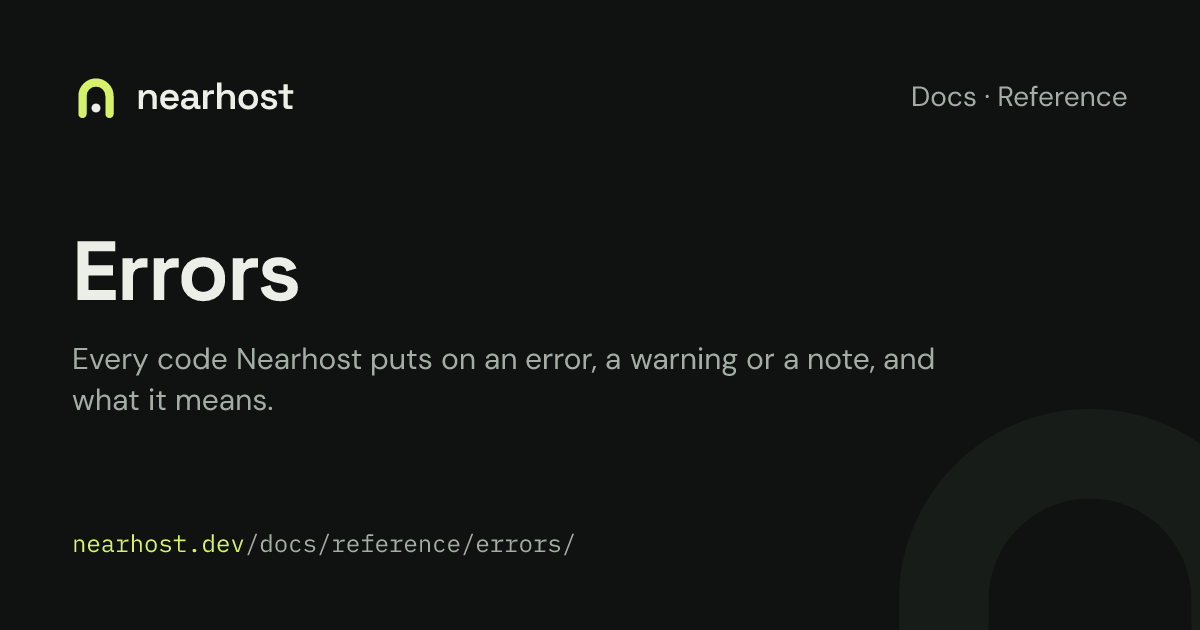 nearhost
Docs · Reference
Errors
Every code Nearhost puts on an error, a warning or a note, and
what it means.
nearhost.dev/docs/reference/errors/